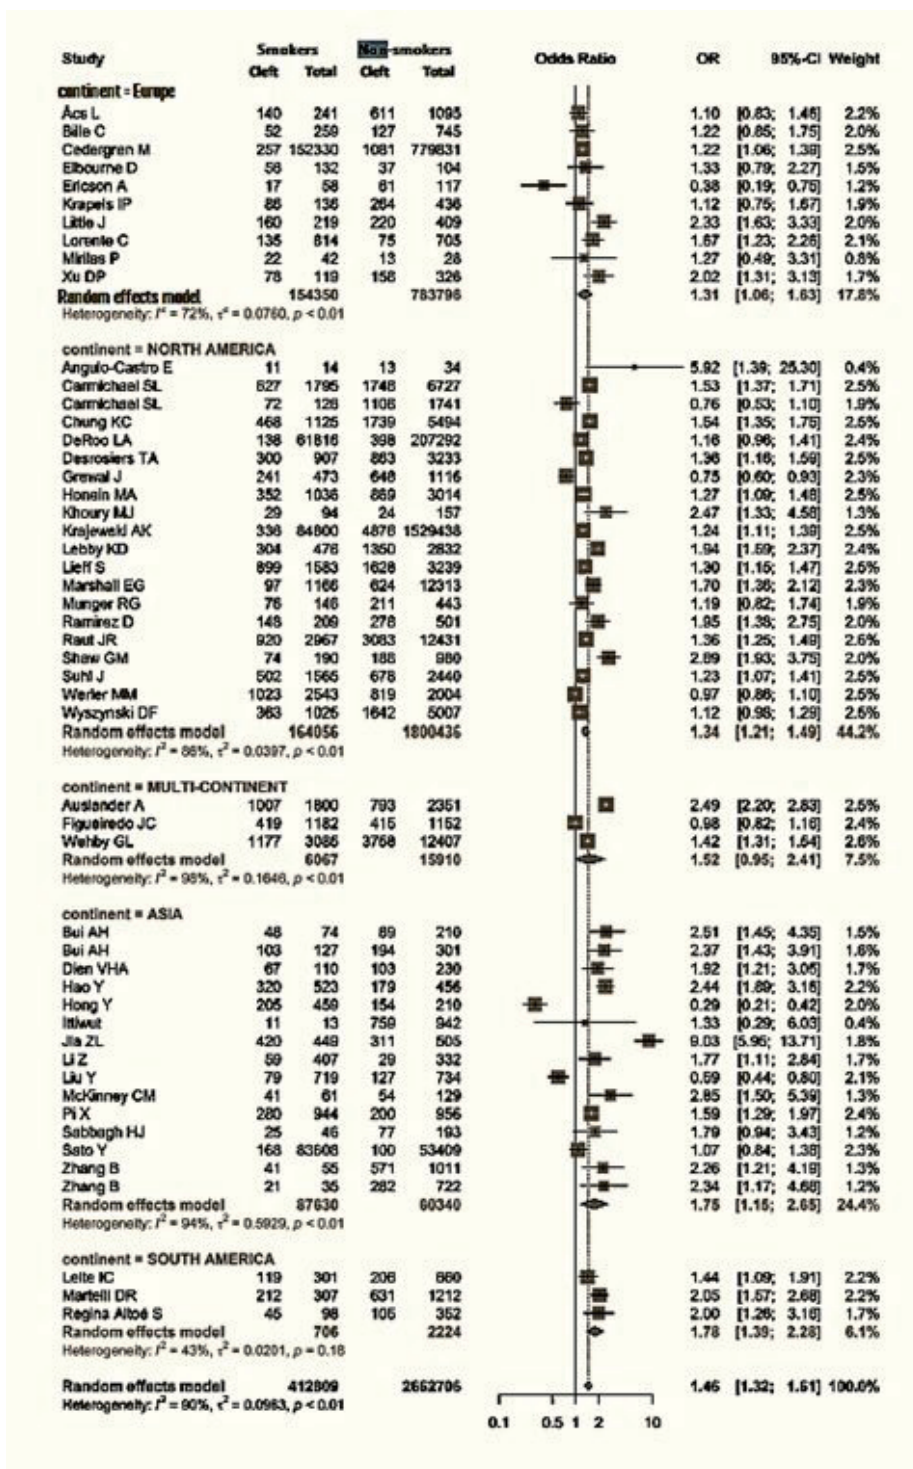 Smokers Non-smokers
Study Cleft Total Cleft Total Odds Ratio OR 95%-CI Weight
continent = Europe
Ács L 140 241 611 1095 1.10 [0.83; 1.46] 2.2%
Bille C 52 259 127 745 1.22 [0.85; 1.75] 2.0%
Cedergren M 257 152330 1081 779831 1.22 [1.06; 1.39] 2.5%
Elbourne D 56 132 37 104 1.33 [0.79; 2.27] 1.5%
Ericson A 17 58 61 117 0.38 [0.19; 0.75] 1.2%
Krapels IP 86 136 264 436 1.12 [0.75; 1.67] 1.9%
Little J 160 219 220 409 2.33 [1.63; 3.33] 2.0%
Lorente C 135 814 75 705 1.67 [1.23; 2.26] 2.1%
Mirilas P 22 42 13 28 1.27 [0.49; 3.31] 0.8%
Xu DP 78 119 156 326 2.02 [1.31; 3.13] 1.7%
Random effects model 154350 783796 1.31 [1.06; 1.63] 17.8%
Heterogeneity: I² = 72%, τ² = 0.0760, p < 0.01
continent = NORTH AMERICA
Angulo-Castro E 11 14 13 34 5.92 [1.39; 25.30] 0.4%
Carmichael SL 627 1795 1748 6727 1.53 [1.37; 1.71] 2.5%
Carmichael SL 72 126 1106 1741 0.76 [0.53; 1.10] 1.9%
Chung KC 468 1125 1739 5494 1.54 [1.35; 1.75] 2.5%
DeRoo LA 138 61816 398 207292 1.16 [0.96; 1.41] 2.4%
Desrosiers TA 300 907 863 3233 1.36 [1.16; 1.59] 2.5%
Grewal J 241 473 648 1116 0.75 [0.60; 0.93] 2.3%
Honein MA 352 1036 869 3014 1.27 [1.09; 1.48] 2.5%
Khoury MJ 29 94 24 157 2.47 [1.33; 4.58] 1.3%
Krajewski AK 336 84800 4876 1529438 1.24 [1.11; 1.39] 2.5%
Lebby KD 304 476 1350 2832 1.94 [1.59; 2.37] 2.4%
Lieff S 899 1583 1628 3239 1.30 [1.15; 1.47] 2.5%
Marshall EG 97 1166 624 12313 1.70 [1.36; 2.12] 2.3%
Munger RG 76 146 211 443 1.19 [0.82; 1.74] 1.9%
Ramirez D 148 209 278 501 1.95 [1.38; 2.75] 2.0%
Raut JR 920 2967 3083 12431 1.36 [1.25; 1.49] 2.6%
Shaw GM 74 190 188 980 2.69 [1.93; 3.75] 2.0%
Suhl J 502 1565 678 2440 1.23 [1.07; 1.41] 2.5%
Werler MM 1023 2543 819 2004 0.97 [0.86; 1.10] 2.5%
Wyszynski DF 363 1025 1642 5007 1.12 [0.98; 1.29] 2.5%
Random effects model 164056 1800436 1.34 [1.21; 1.49] 44.2%
Heterogeneity: I² = 86%, τ² = 0.0397, p < 0.01
continent = MULTI-CONTINENT
Auslander A 1007 1800 793 2351 2.49 [2.20; 2.83] 2.5%
Figueiredo JC 419 1182 415 1152 0.98 [0.82; 1.16] 2.4%
Wehby GL 1177 3085 3758 12407 1.42 [1.31; 1.54] 2.6%
Random effects model 6067 15910 1.52 [0.95; 2.41] 7.5%
Heterogeneity: I² = 98%, τ² = 0.1646, p < 0.01
continent = ASIA
Bui AH 48 74 89 210 2.51 [1.45; 4.35] 1.5%
Bui AH 103 127 194 301 2.37 [1.43; 3.91] 1.6%
Dien VHA 67 110 103 230 1.92 [1.21; 3.05] 1.7%
Hao Y 320 523 179 456 2.44 [1.89; 3.16] 2.2%
Hong Y 205 459 154 210 0.29 [0.21; 0.42] 2.0%
Ittiwut 11 13 759 942 1.33 [0.29; 6.03] 0.4%
Jia ZL 420 449 311 505 9.03 [5.95; 13.71] 1.8%
Li Z 59 407 29 332 1.77 [1.11; 2.84] 1.7%
Liu Y 79 719 127 734 0.59 [0.44; 0.80] 2.1%
McKinney CM 41 61 54 129 2.85 [1.50; 5.39] 1.3%
Pi X 280 944 200 956 1.59 [1.29; 1.97] 2.4%
Sabbagh HJ 25 46 77 193 1.79 [0.94; 3.43] 1.2%
Sato Y 168 83608 100 53409 1.07 [0.84; 1.38] 2.3%
Zhang B 41 55 571 1011 2.26 [1.21; 4.19] 1.3%
Zhang B 21 35 282 722 2.34 [1.17; 4.68] 1.2%
Random effects model 87630 60340 1.75 [1.15; 2.65] 24.4%
Heterogeneity: I² = 94%, τ² = 0.5929, p < 0.01
continent = SOUTH AMERICA
Leite IC 119 301 206 660 1.44 [1.09; 1.91] 2.2%
Martelli DR 212 307 631 1212 2.05 [1.57; 2.68] 2.2%
Regina Altoé S 45 98 105 352 2.00 [1.26; 3.16] 1.7%
Random effects model 706 2224 1.78 [1.39; 2.28] 6.1%
Heterogeneity: I² = 43%, τ² = 0.0201, p = 0.18
Random effects model 412809 2662706 1.46 [1.32; 1.61] 100.0%
Heterogeneity: I² = 90%, τ² = 0.0963, p < 0.01
0.1 0.5 1 2 10